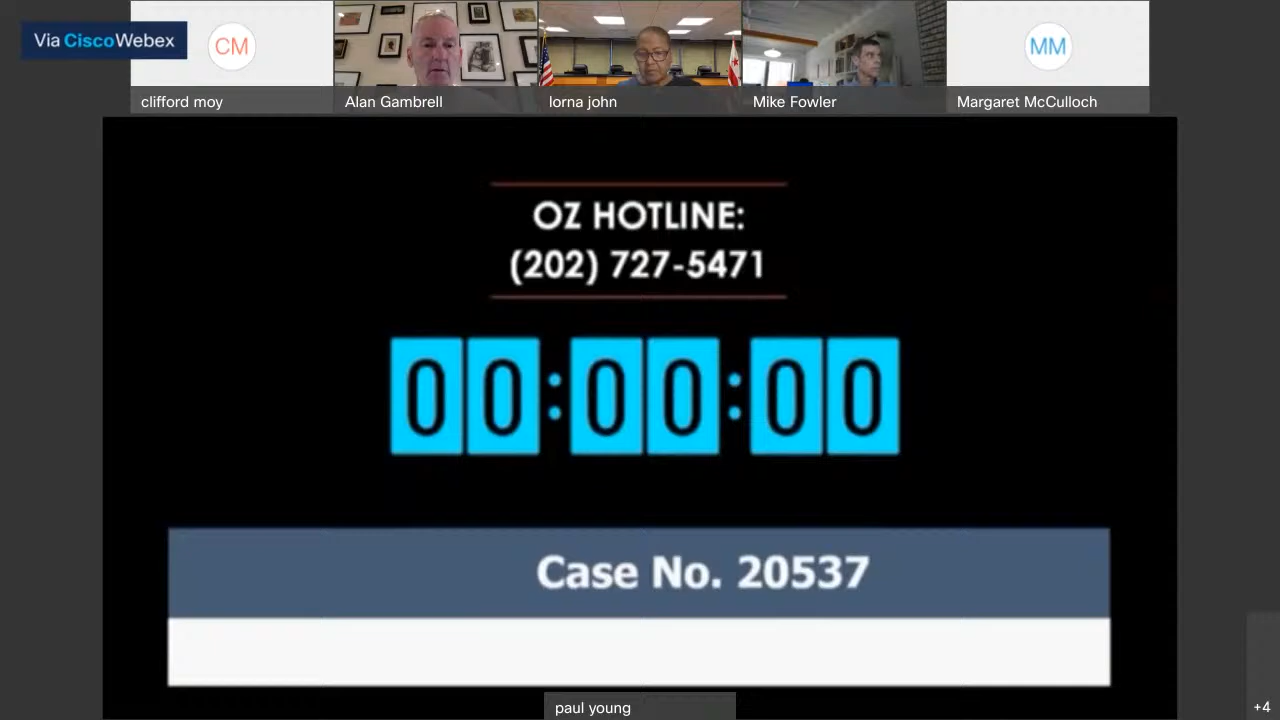 Via CiscoWebex
CM
MM
clifford moy
Alan Gambrell
lorna john
Mike Fowler
Margaret McCulloch
OZ HOTLINE:
(202) 727-5471
00:00:00
Case No. 20537
paul young
+4